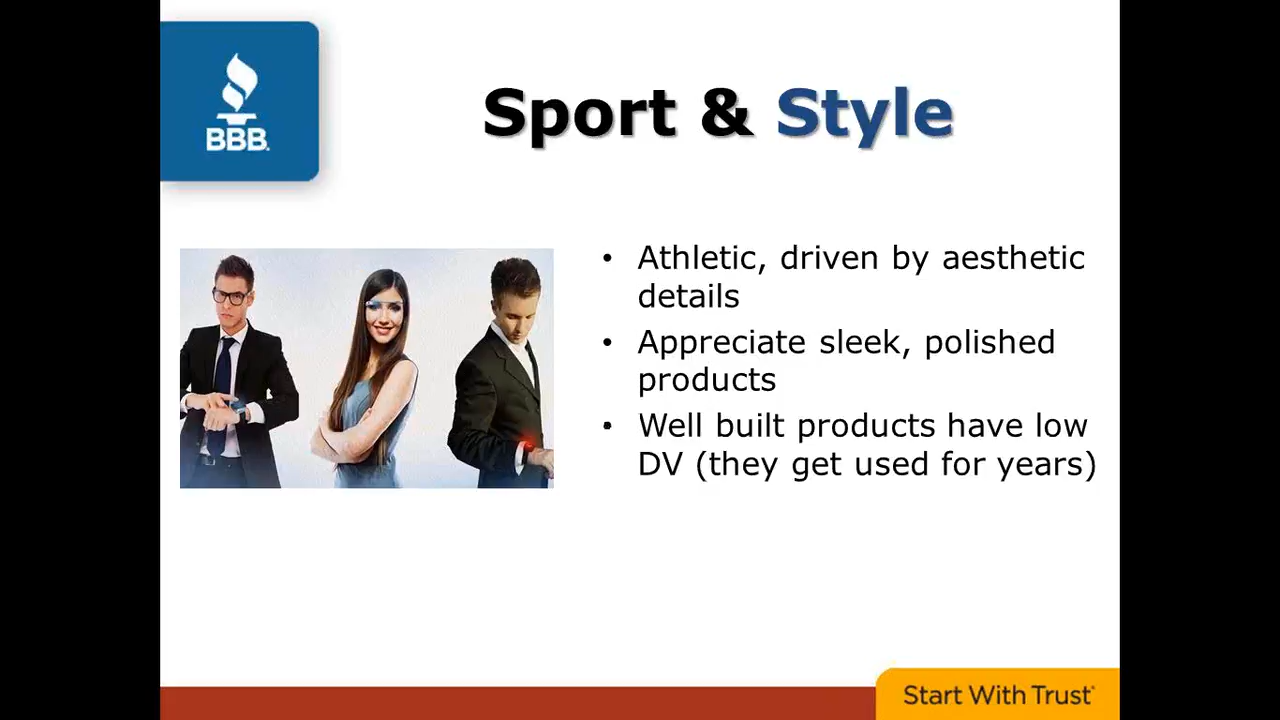 BBB.
Sport & Style
• Athletic, driven by aesthetic
details
• Appreciate sleek, polished
products
• Well built products have low
DV (they get used for years)
Start With Trust®